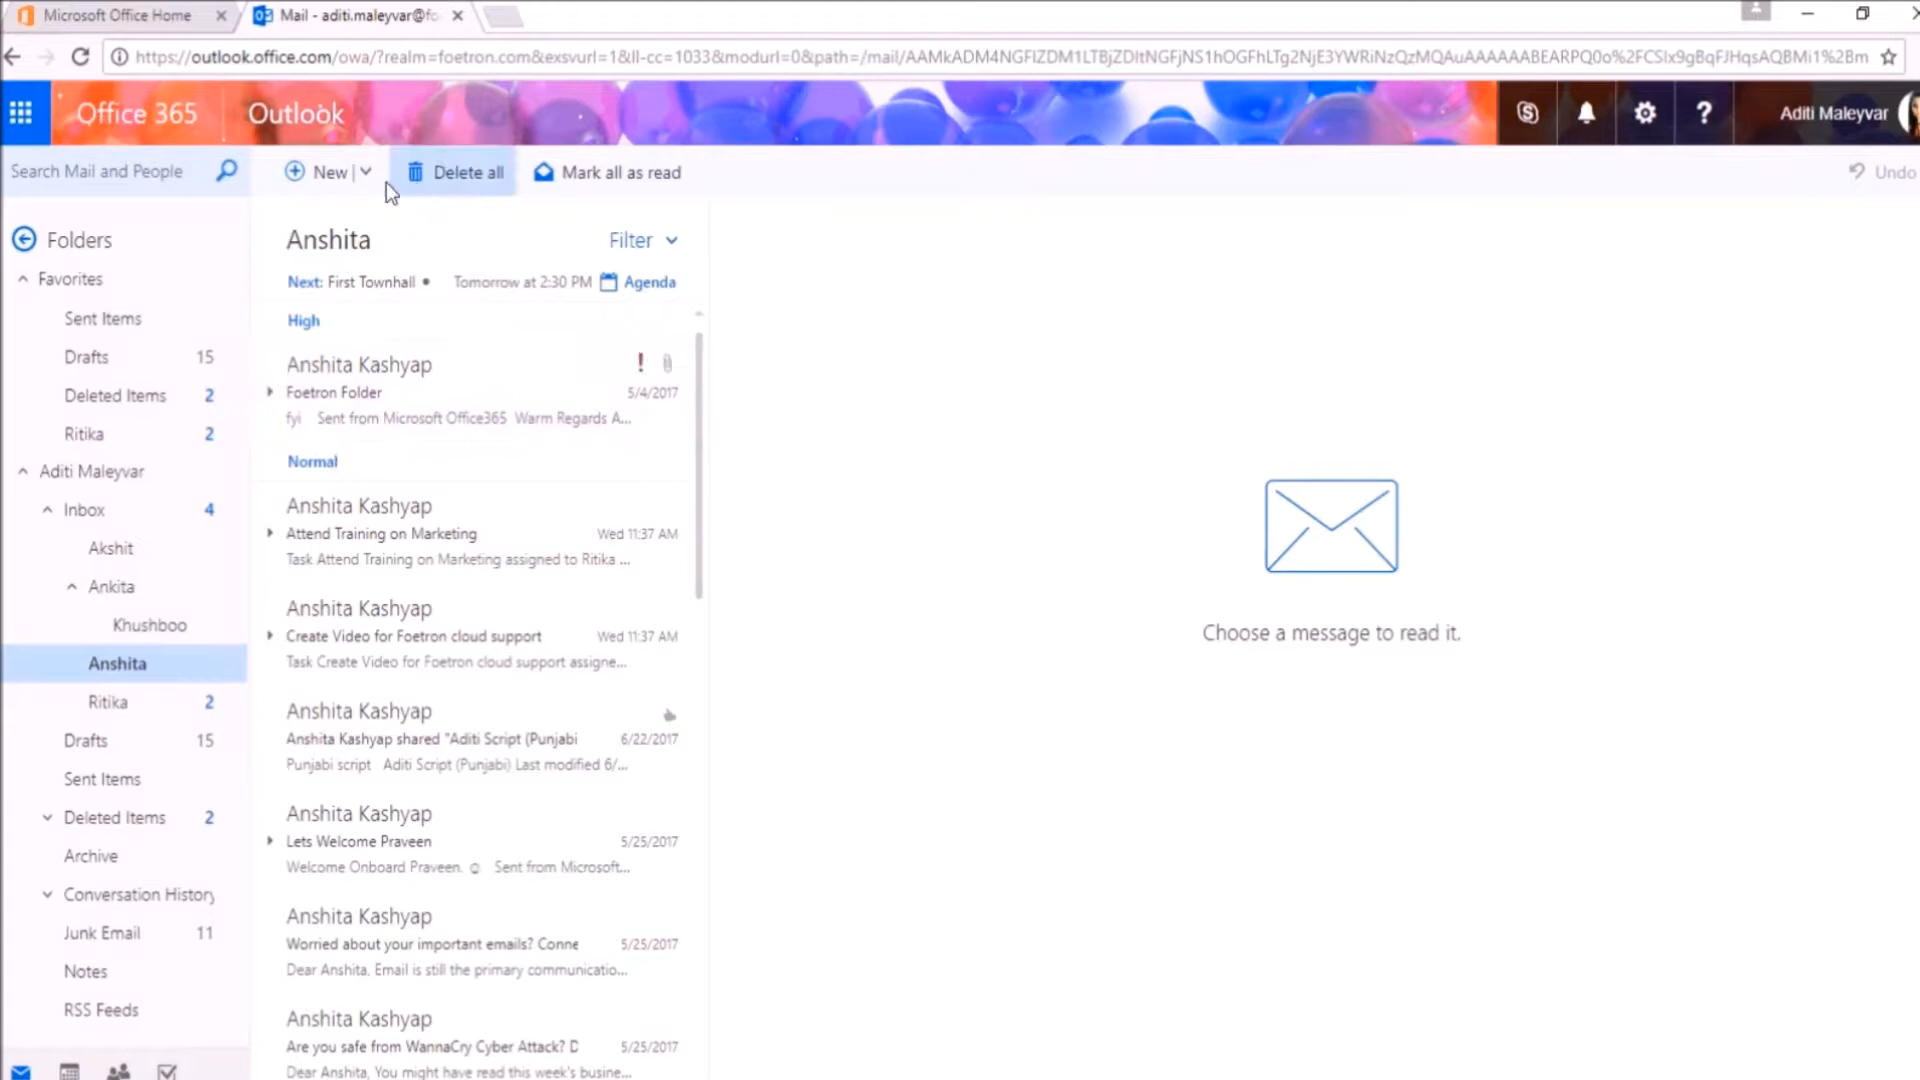 Microsoft Office Home
Mail - aditi.maleyvar@fo
https://outlook.office.com/owa/?realm=foetron.com&exsvurl=1&ll-cc=1033&modurl=0&path=/mail/
Office 365
Outlook
Aditi Maleyvar
Search Mail and People
New
Delete all
Mark all as read
Undo
Folders
Favorites
Sent Items
Drafts 15
Deleted Items 2
Ritika 2
Aditi Maleyvar
Inbox 4
Akshit
Ankita
Khushboo
Anshita
Ritika 2
Drafts 15
Sent Items
Deleted Items 2
Archive
Conversation History
Junk Email 11
Notes
RSS Feeds
Anshita
Filter
Next: First Townhall • Tomorrow at 2:30 PM Agenda
High
Anshita Kashyap
Foetron Folder 5/4/2017
fyi Sent from Microsoft Office365 Warm Regards A...
Normal
Anshita Kashyap
Attend Training on Marketing Wed 11:37 AM
Task Attend Training on Marketing assigned to Ritika ...
Anshita Kashyap
Create Video for Foetron cloud support Wed 11:37 AM
Task Create Video for Foetron cloud support assigne...
Anshita Kashyap
Anshita Kashyap shared "Aditi Script (Punjabi 6/22/2017
Punjabi script Aditi Script (Punjabi) Last modified 6/...
Anshita Kashyap
Lets Welcome Praveen 5/25/2017
Welcome Onboard Praveen. ☺ Sent from Microsoft...
Anshita Kashyap
Worried about your important emails? Conne 5/25/2017
Dear Anshita, Email is still the primary communicatio...
Anshita Kashyap
Are you safe from WannaCry Cyber Attack? D 5/25/2017
Dear Anshita, You might have read this week's busine...
Choose a message to read it.